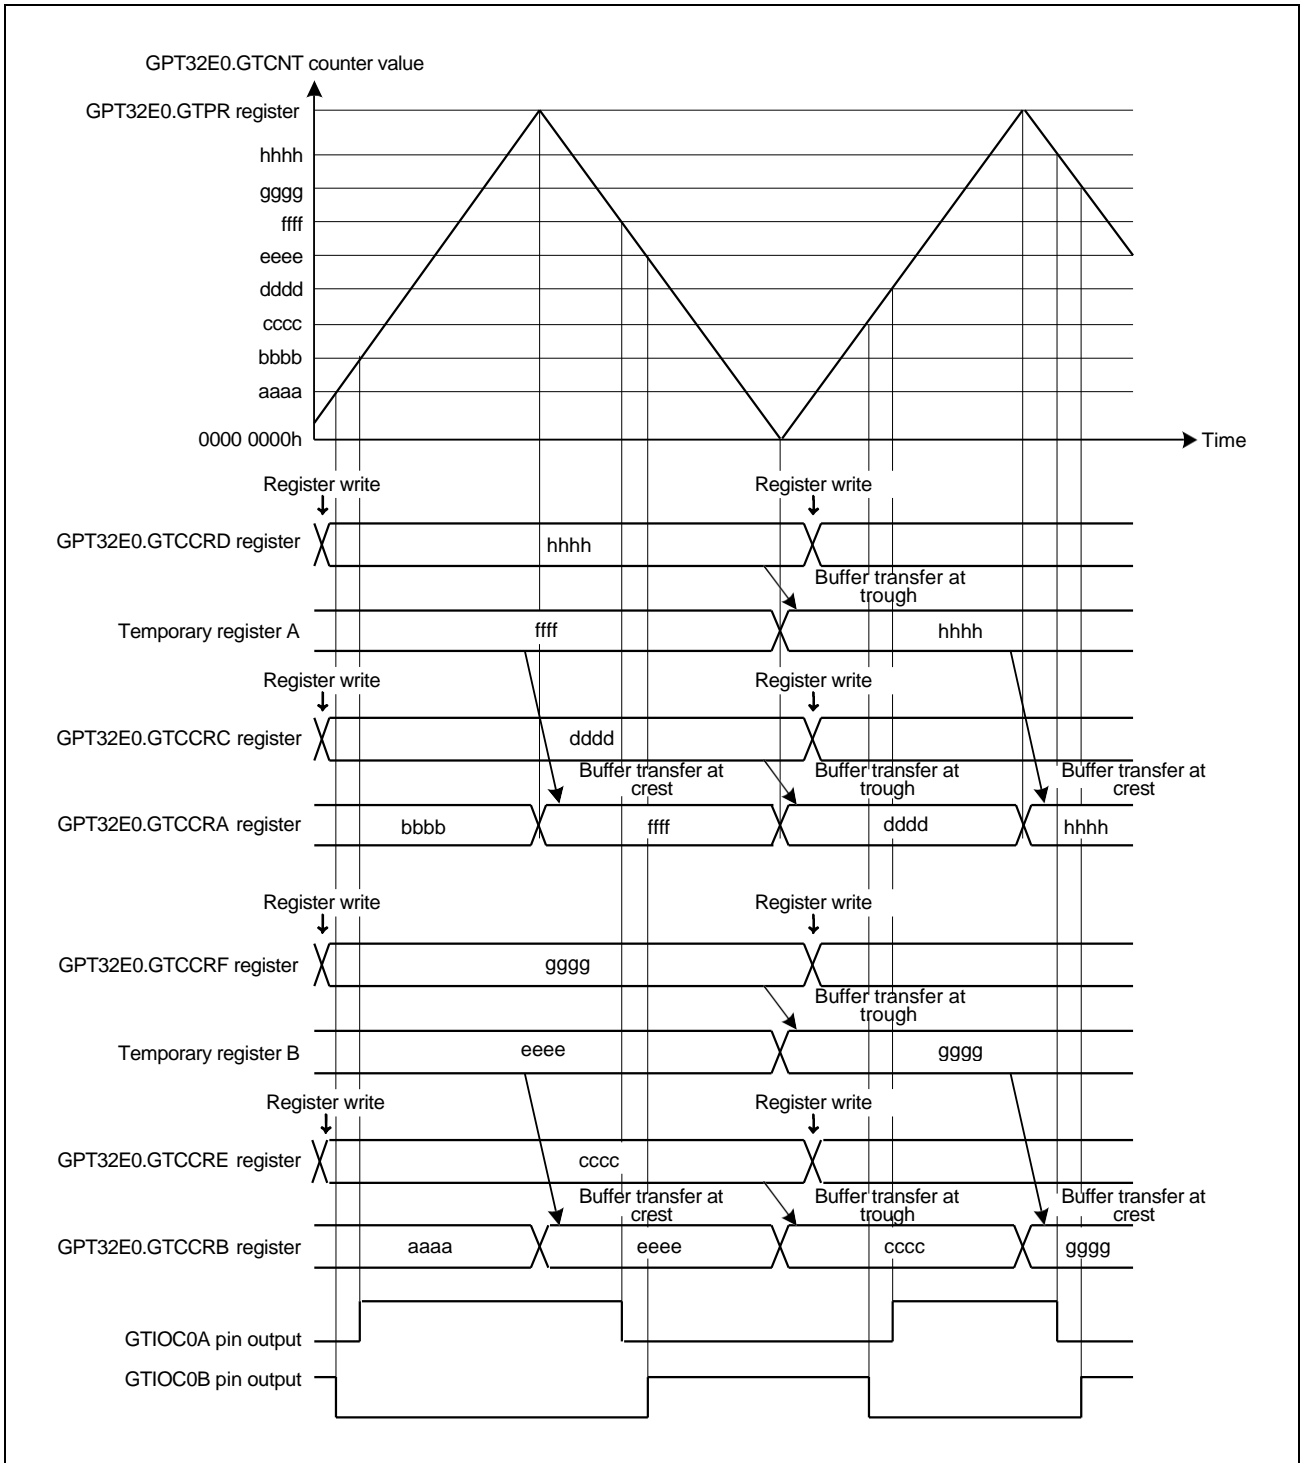 GPT32E0.GTCNT counter value
GPT32E0.GTPR register
hhhh
gggg
ffff
eeee
dddd
cccc
bbbb
aaaa
0000 0000h
Time
Register write
Register write
GPT32E0.GTCCRD register
hhhh
Buffer transfer at
trough
Temporary register A
ffff
hhhh
Register write
Register write
GPT32E0.GTCCRC register
dddd
Buffer transfer at
crest
Buffer transfer at
trough
Buffer transfer at
crest
GPT32E0.GTCCRA register
bbbb
ffff
dddd
hhhh
Register write
Register write
GPT32E0.GTCCRF register
gggg
Buffer transfer at
trough
Temporary register B
eeee
gggg
Register write
Register write
GPT32E0.GTCCRE register
cccc
Buffer transfer at
crest
Buffer transfer at
trough
Buffer transfer at
crest
GPT32E0.GTCCRB register
aaaa
eeee
cccc
gggg
GTIOC0A pin output
GTIOC0B pin output